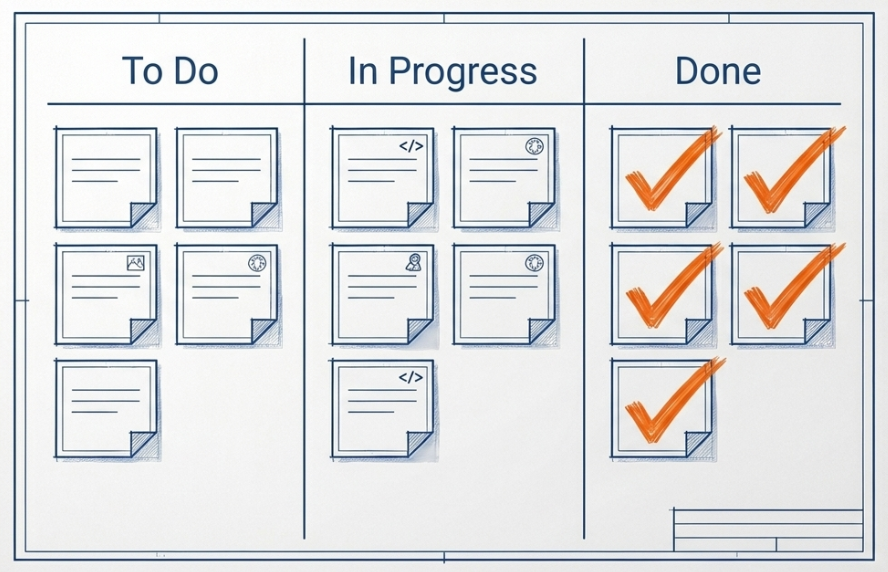 To Do
In Progress
Done
</>
</>